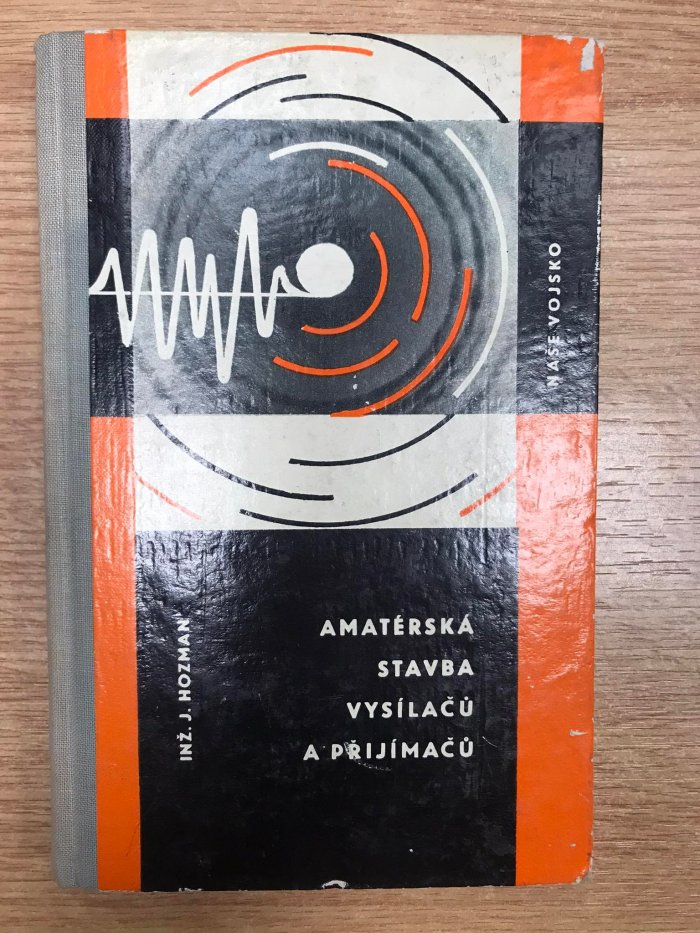 NAŠE VOJSKO
INŽ. J. HOZMAN
AMATÉRSKÁ
STAVBA
VYSÍLAČŮ
A PŘIJÍMAČŮ